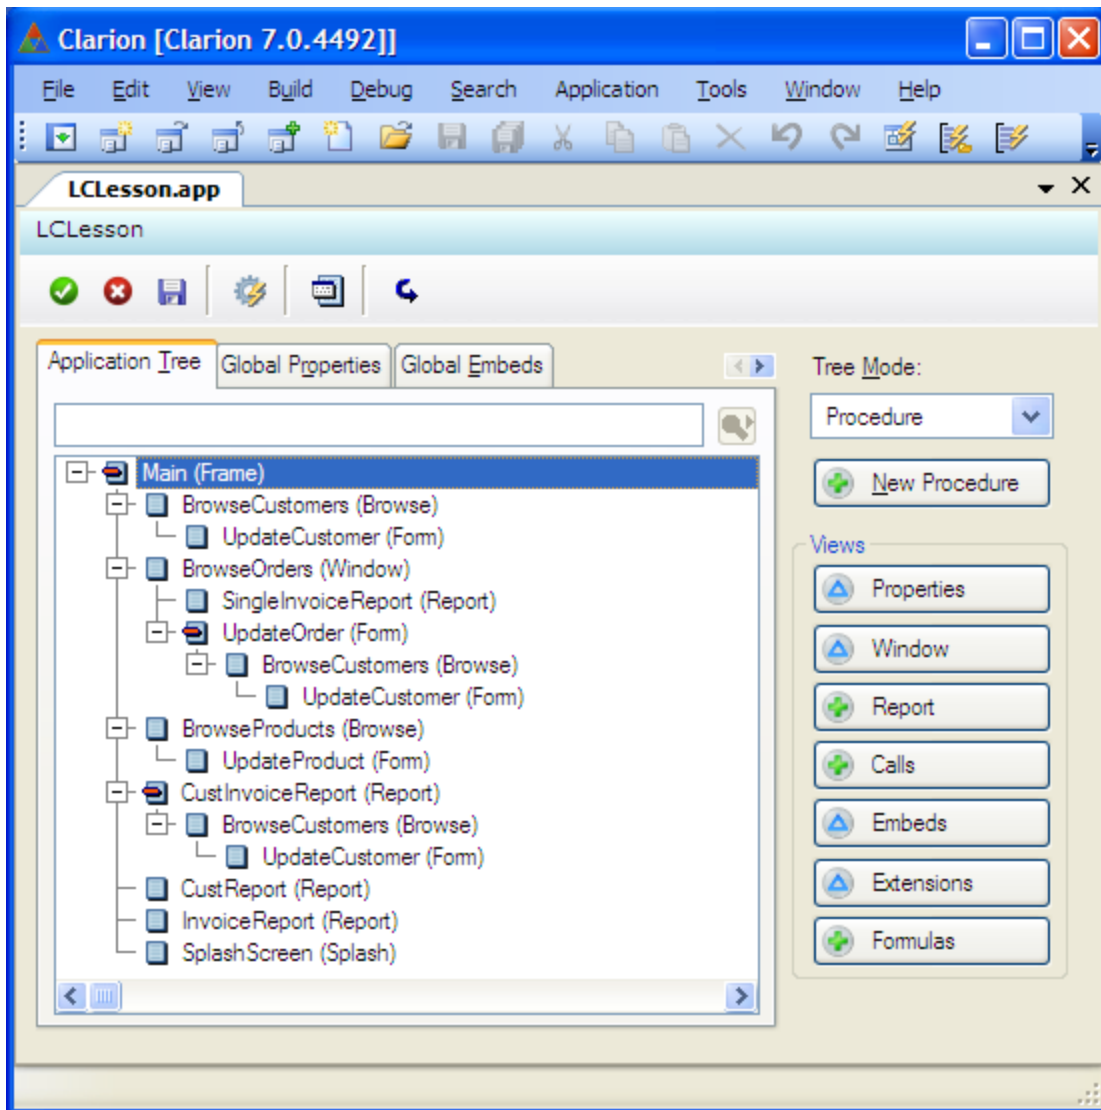 Clarion [Clarion 7.0.4492]]
File Edit View Build Debug Search Application Tools Window Help
LCLesson.app
LCLesson
Application Tree Global Properties Global Embeds
Tree Mode:
Procedure
Main (Frame)
New Procedure
BrowseCustomers (Browse)
UpdateCustomer (Form)
Views
BrowseOrders (Window)
Properties
SingleInvoiceReport (Report)
UpdateOrder (Form)
Window
BrowseCustomers (Browse)
UpdateCustomer (Form)
Report
BrowseProducts (Browse)
UpdateProduct (Form)
Calls
CustInvoiceReport (Report)
BrowseCustomers (Browse)
Embeds
UpdateCustomer (Form)
CustReport (Report)
Extensions
InvoiceReport (Report)
SplashScreen (Splash)
Formulas